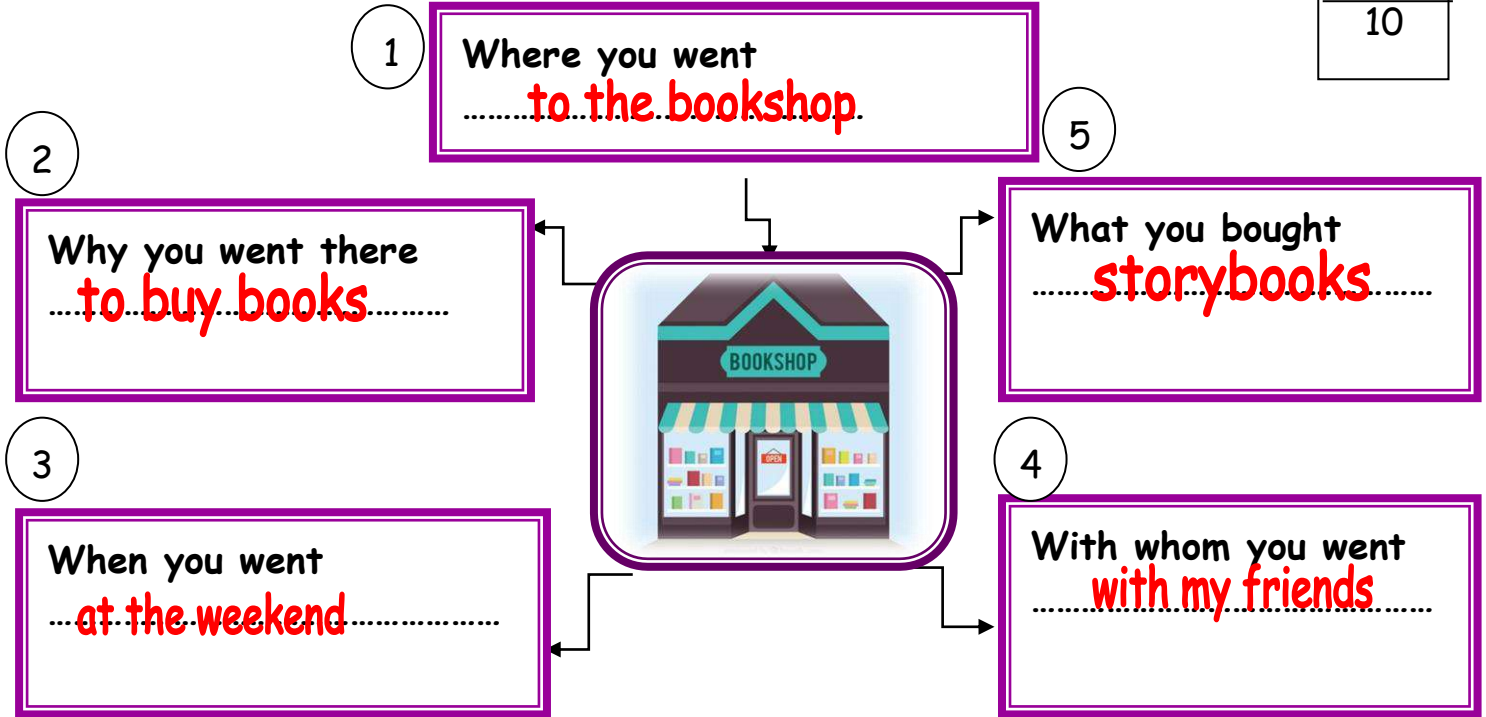 10
1
Where you went
to the bookshop
2
Why you went there
to buy books
3
When you went
at the weekend
4
With whom you went
with my friends
5
What you bought
storybooks
BOOKSHOP
OPEN